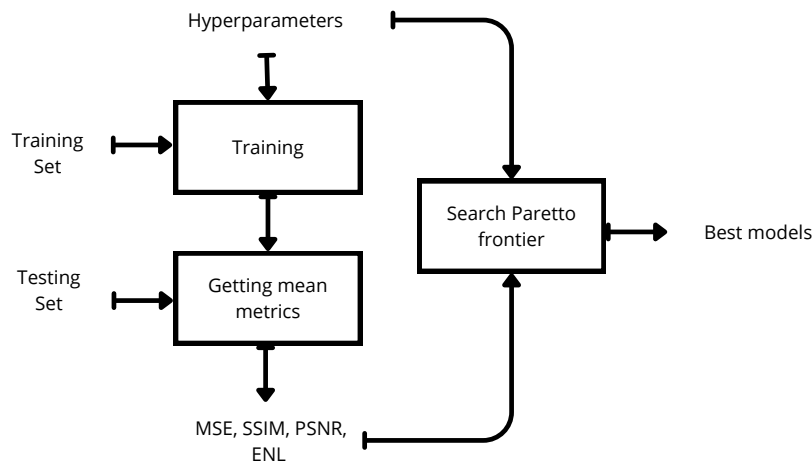 Hyperparameters
Training
Set
Training
Search Paretto
frontier
Best models
Testing
Set
Getting mean
metrics
MSE, SSIM, PSNR,
ENL